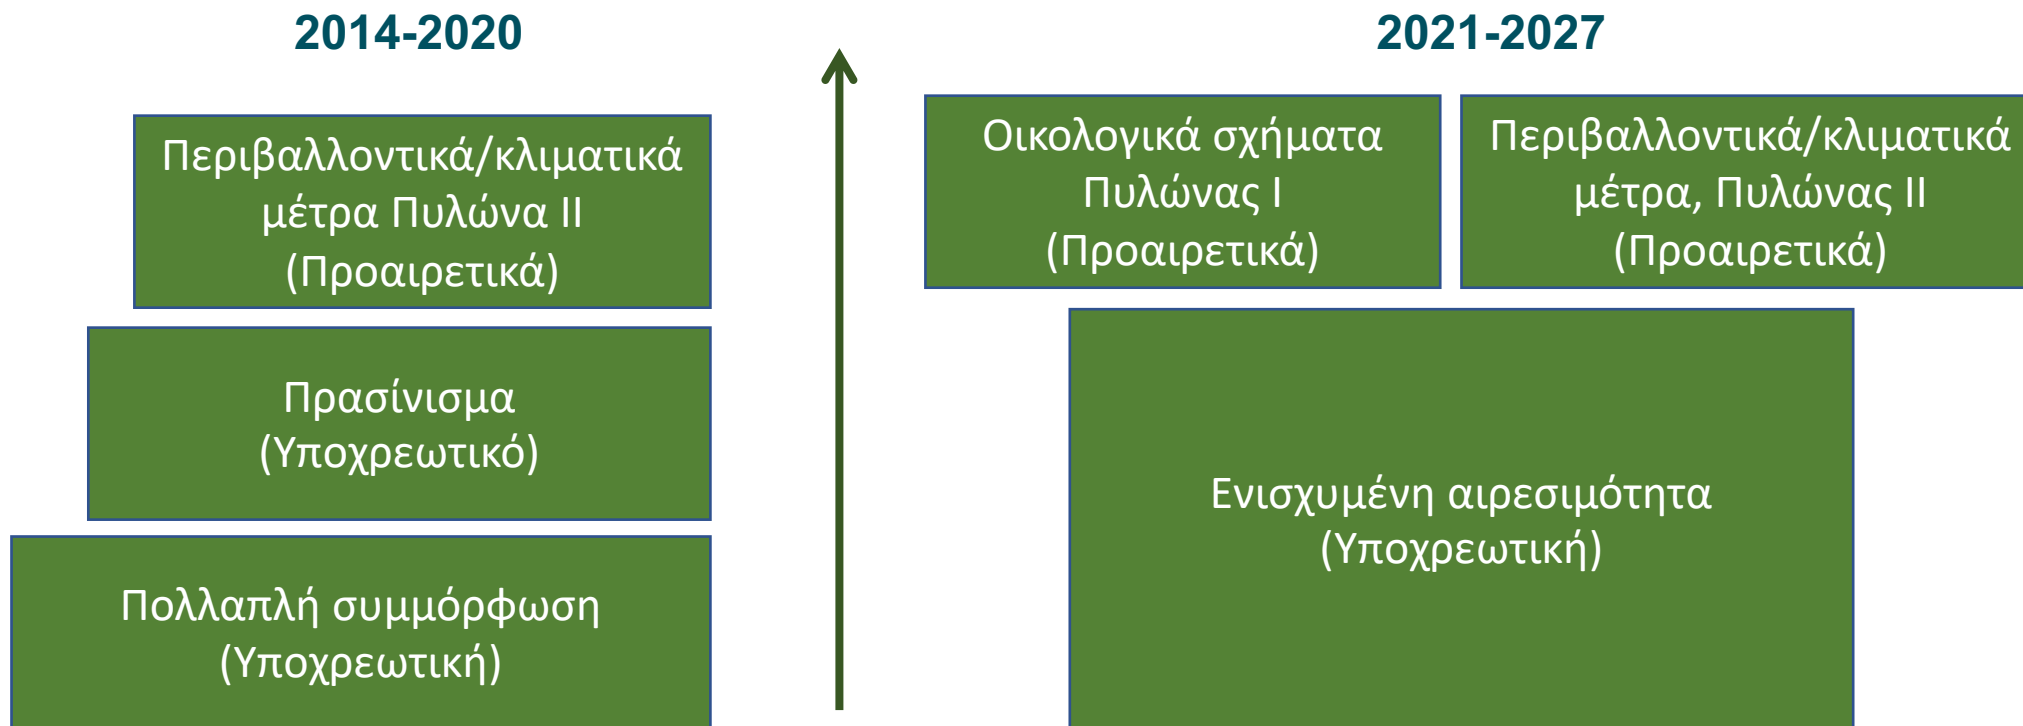 2014-2020
Περιβαλλοντικά/κλιματικά
μέτρα Πυλώνα II
(Προαιρετικά)
Πρασίνισμα
(Υποχρεωτικό)
Πολλαπλή συμμόρφωση
(Υποχρεωτική)
2021-2027
Οικολογικά σχήματα
Πυλώνας I
(Προαιρετικά)
Περιβαλλοντικά/κλιματικά
μέτρα, Πυλώνας II
(Προαιρετικά)
Ενισχυμένη αιρεσιμότητα
(Υποχρεωτική)